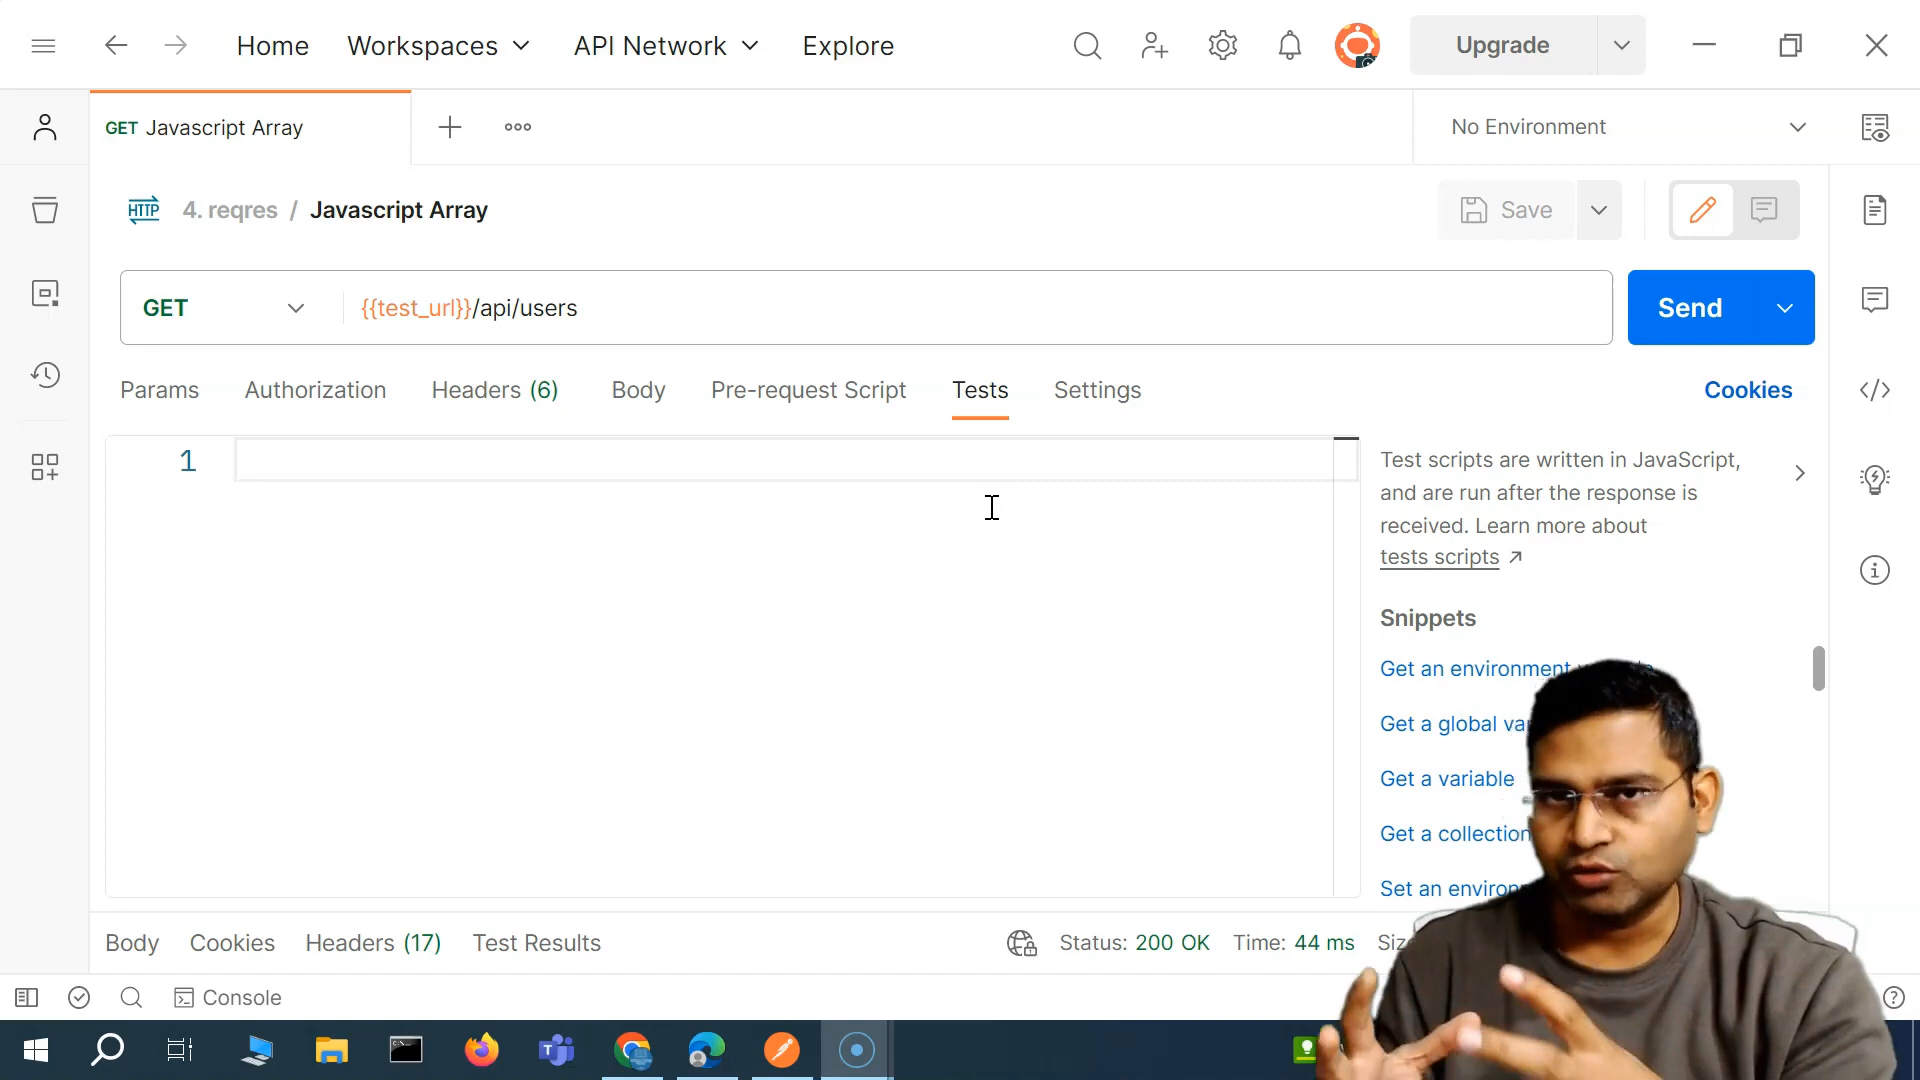 Home Workspaces API Network Explore Upgrade
GET Javascript Array No Environment
HTTP 4. reqres / Javascript Array Save
GET {{test_url}}/api/users Send
Params Authorization Headers (6) Body Pre-request Script Tests Settings Cookies
1
Test scripts are written in JavaScript,
and are run after the response is
received. Learn more about
tests scripts
Snippets
Get an environment
Get a global
Get a variable
Get a collection
Set an
Body Cookies Headers (17) Test Results Status: 200 OK Time: 44 ms
Console